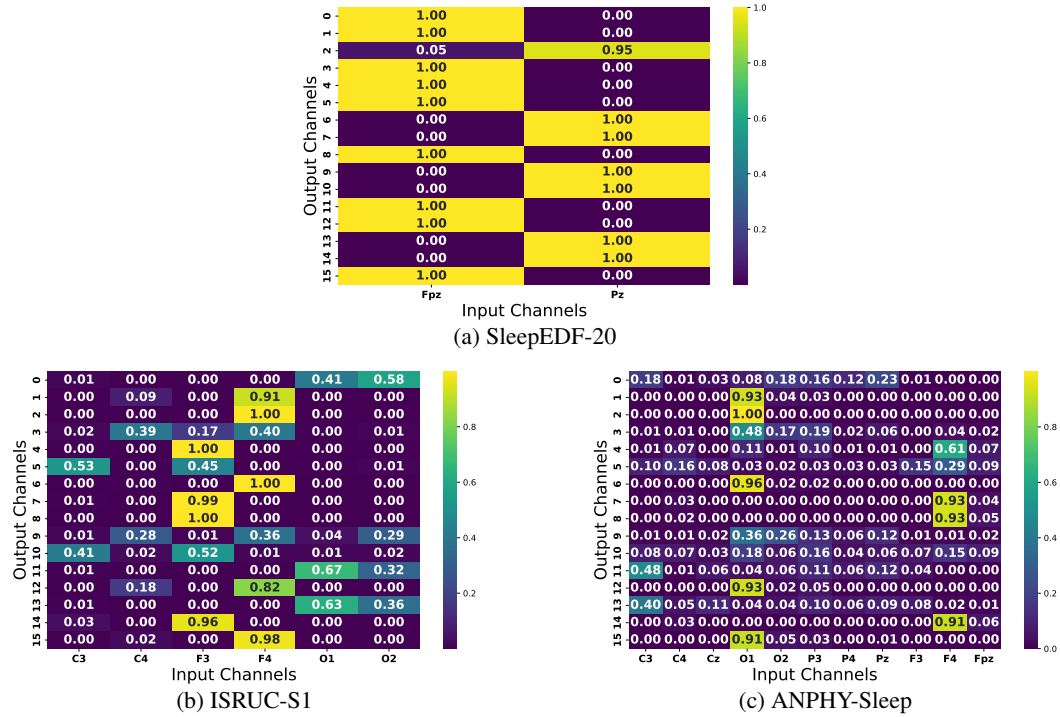 0 1.00 0.00 1.0
1 1.00 0.00
2 0.05 0.95
3 1.00 0.00 0.8
4 1.00 0.00
5 1.00 0.00
6 0.00 1.00 0.6
7 0.00 1.00
8 1.00 0.00
9 0.00 1.00 0.4
10 0.00 1.00
11 1.00 0.00
12 1.00 0.00 0.2
13 0.00 1.00
14 0.00 1.00
15 1.00 0.00
Output Channels
Fpz Pz
Input Channels
(a) SleepEDF-20
0 0.01 0.00 0.00 0.00 0.41 0.58
1 0.00 0.09 0.00 0.91 0.00 0.00
2 0.00 0.00 0.00 1.00 0.00 0.00 0.8
3 0.02 0.39 0.17 0.40 0.00 0.01
4 0.00 0.00 1.00 0.00 0.00 0.00
5 0.53 0.00 0.45 0.00 0.00 0.01 0.6
6 0.00 0.00 0.00 1.00 0.00 0.00
7 0.01 0.00 0.99 0.00 0.00 0.00
8 0.00 0.00 1.00 0.00 0.00 0.00 0.4
9 0.01 0.28 0.01 0.36 0.04 0.29
10 0.41 0.02 0.52 0.01 0.01 0.02
11 0.01 0.00 0.00 0.00 0.67 0.32
12 0.00 0.18 0.00 0.82 0.00 0.00 0.2
13 0.01 0.00 0.00 0.00 0.63 0.36
14 0.03 0.00 0.96 0.00 0.00 0.00
15 0.00 0.02 0.00 0.98 0.00 0.00
Output Channels
C3 C4 F3 F4 O1 O2
Input Channels
(b) ISRUC-S1
0 0.18 0.01 0.03 0.08 0.18 0.16 0.12 0.23 0.01 0.00 0.00
1 0.00 0.00 0.00 0.93 0.04 0.03 0.00 0.00 0.00 0.00 0.00
2 0.00 0.00 0.00 1.00 0.00 0.00 0.00 0.00 0.00 0.00 0.00 0.8
3 0.01 0.01 0.00 0.48 0.17 0.19 0.02 0.06 0.00 0.04 0.02
4 0.01 0.07 0.00 0.11 0.01 0.10 0.01 0.01 0.00 0.61 0.07
5 0.10 0.16 0.08 0.03 0.02 0.03 0.03 0.03 0.15 0.29 0.09 0.6
6 0.00 0.00 0.00 0.96 0.02 0.02 0.00 0.00 0.00 0.00 0.00
7 0.00 0.03 0.00 0.00 0.00 0.00 0.00 0.00 0.00 0.93 0.04
8 0.00 0.02 0.00 0.00 0.00 0.00 0.00 0.00 0.00 0.93 0.05 0.4
9 0.01 0.01 0.02 0.36 0.26 0.13 0.06 0.12 0.01 0.01 0.02
10 0.08 0.07 0.03 0.18 0.06 0.16 0.04 0.06 0.07 0.15 0.09
11 0.48 0.01 0.06 0.04 0.06 0.11 0.06 0.12 0.04 0.00 0.00 0.2
12 0.00 0.00 0.00 0.93 0.02 0.05 0.00 0.00 0.00 0.00 0.00
13 0.40 0.05 0.11 0.04 0.04 0.10 0.06 0.09 0.08 0.02 0.01
14 0.00 0.03 0.00 0.00 0.00 0.00 0.00 0.00 0.00 0.91 0.06
15 0.00 0.00 0.00 0.91 0.05 0.03 0.00 0.01 0.00 0.00 0.00 0.0
Output Channels
C3 C4 Cz O1 O2 P3 P4 Pz F3 F4 Fpz
Input Channels
(c) ANPHY-Sleep